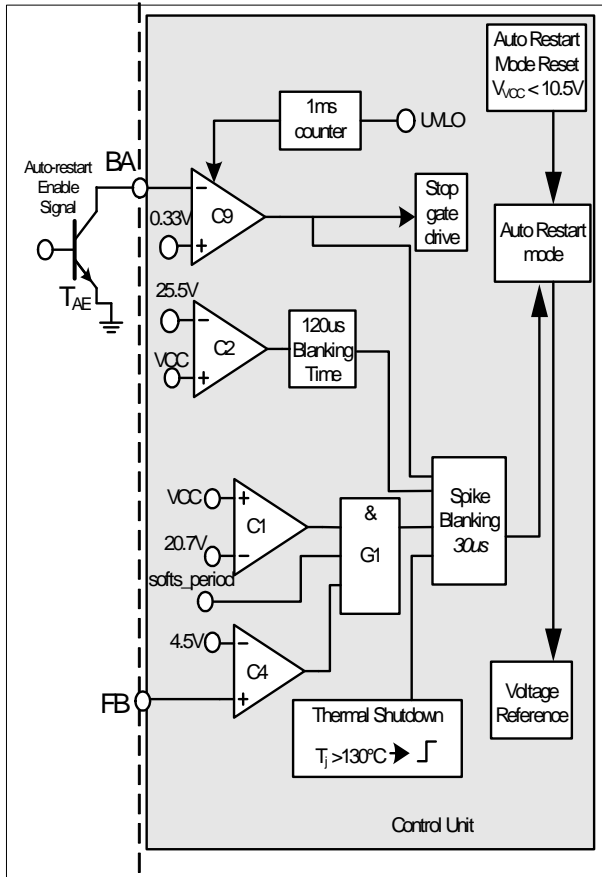 Auto Restart
Mode Reset
VVCC < 10.5V
1ms
counter
UVLO
BA
Auto-restart
Enable
Signal
−
C9
0.33V
+
Stop
gate
drive
Auto Restart
mode
TAE
25.5V
−
C2
VCC
+
120us
Blanking
Time
VCC
+
C1
20.7V
−
&
G1
Spike
Blanking
30us
softs_period
4.5V
−
C4
FB
+
Voltage
Reference
Thermal Shutdown
Tj >130°C
Control Unit